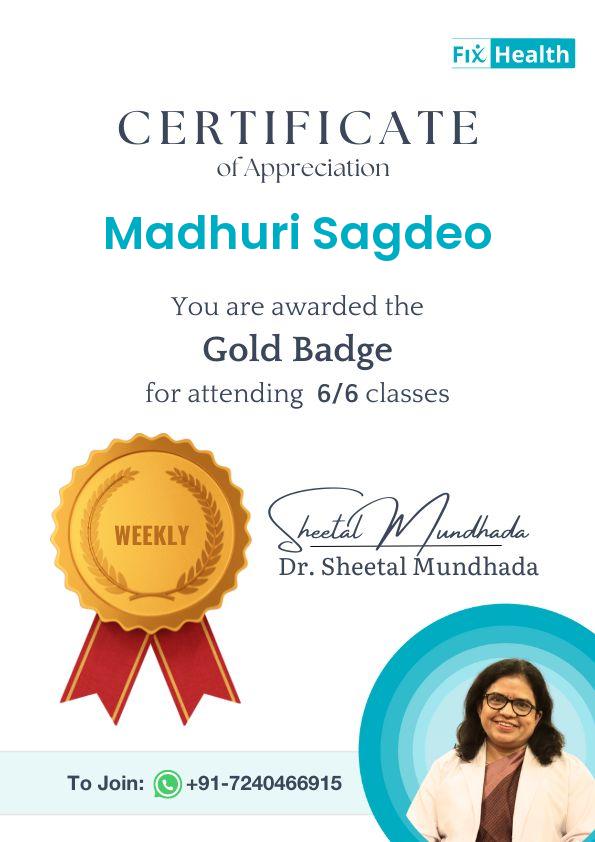 Fix Health
CERTIFICATE
of Appreciation
Madhuri Sagdeo
You are awarded the
Gold Badge
for attending 6/6 classes
WEEKLY
Sheetal Mundhada
Dr. Sheetal Mundhada
To Join: +91-7240466915